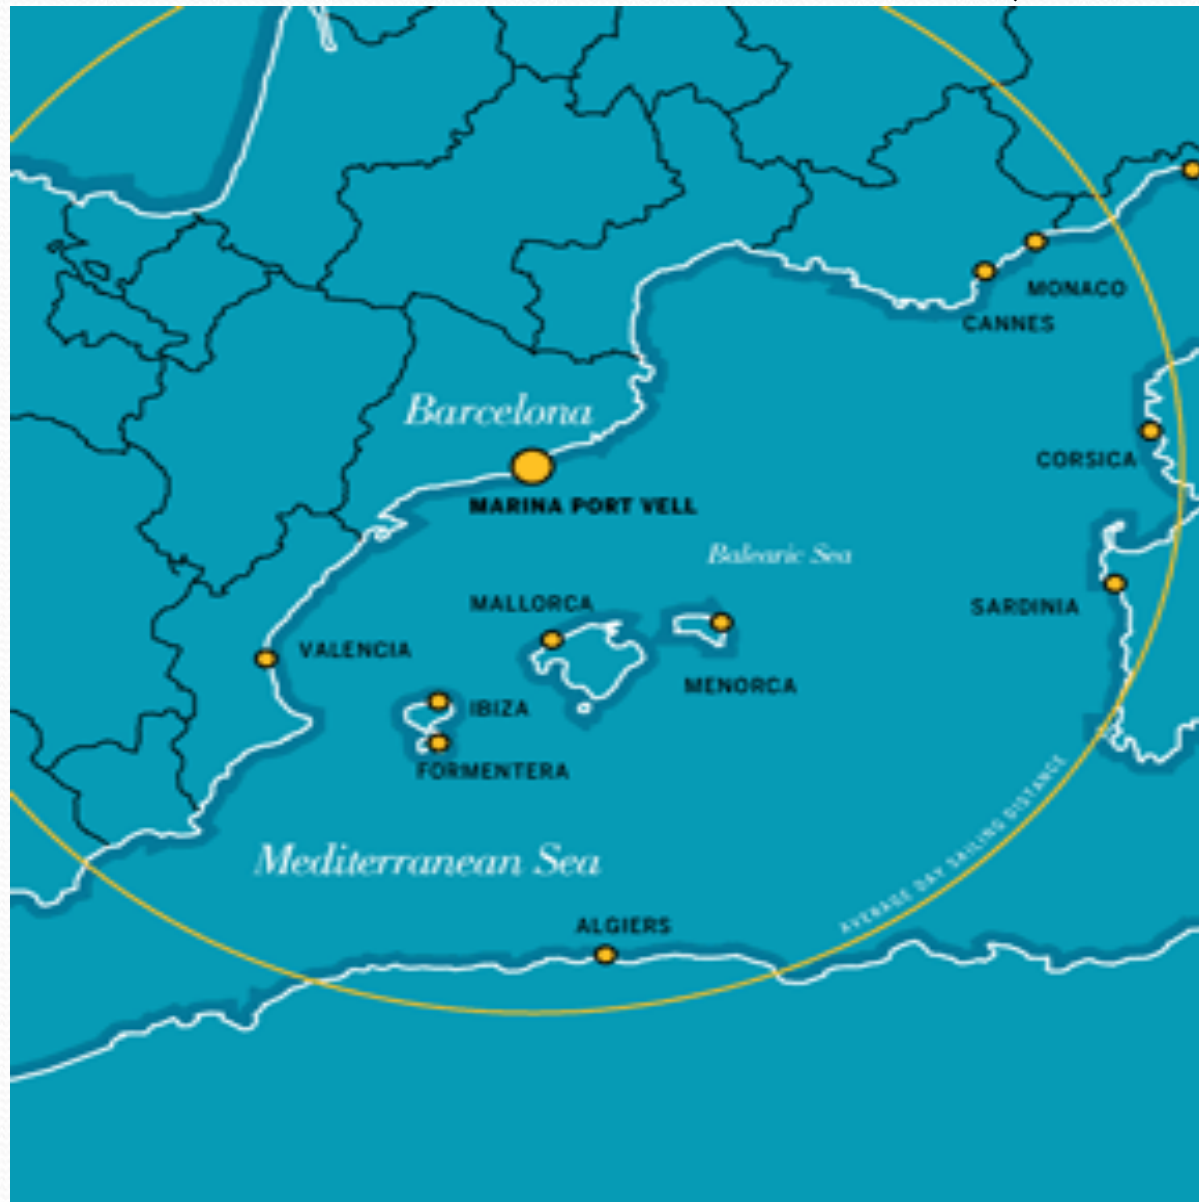 MONACO
CANNES
Barcelona
CORSICA
MARINA PORT VELL
Balearic Sea
MALLORCA
SARDINIA
VALENCIA
MENORCA
IBIZA
FORMENTERA
AVERAGE DAY SAILING DISTANCE
Mediterranean Sea
ALGIERS